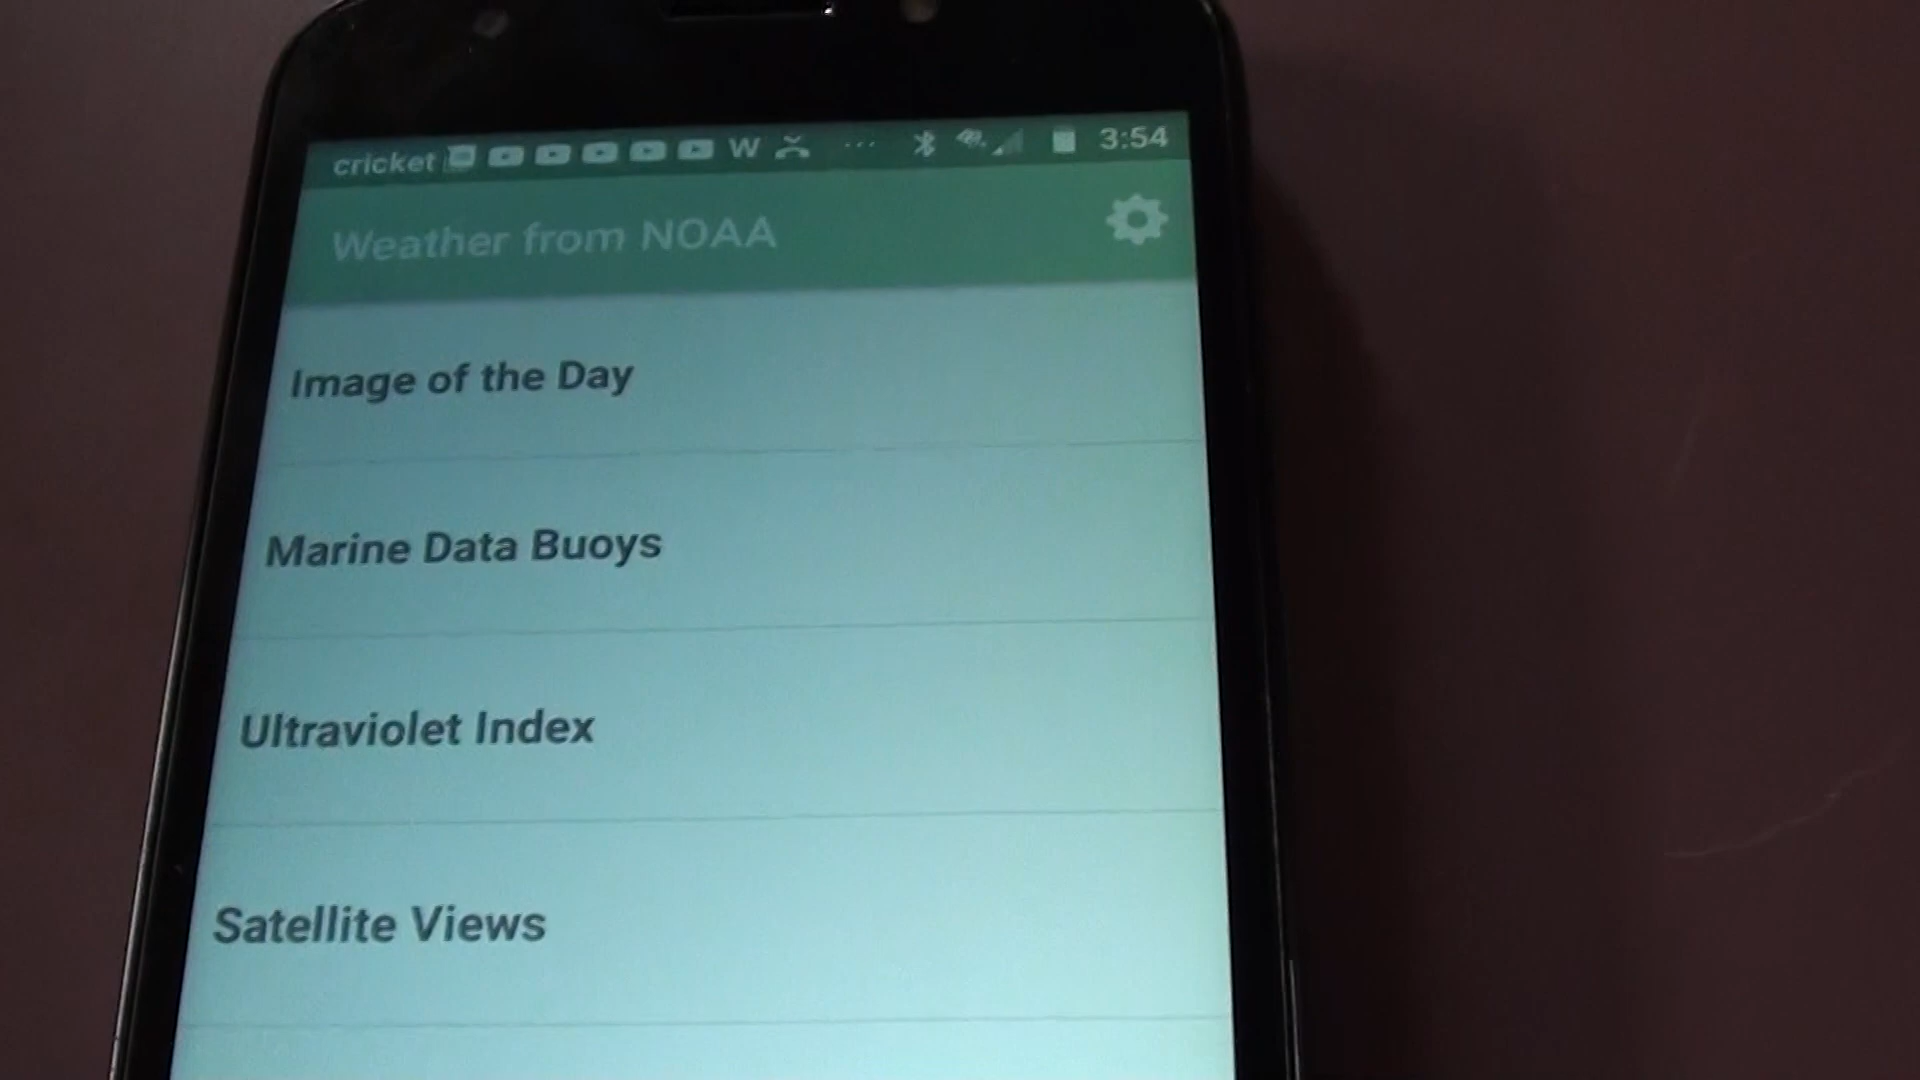 cricket W 3:54
Weather from NOAA
Image of the Day
Marine Data Buoys
Ultraviolet Index
Satellite Views